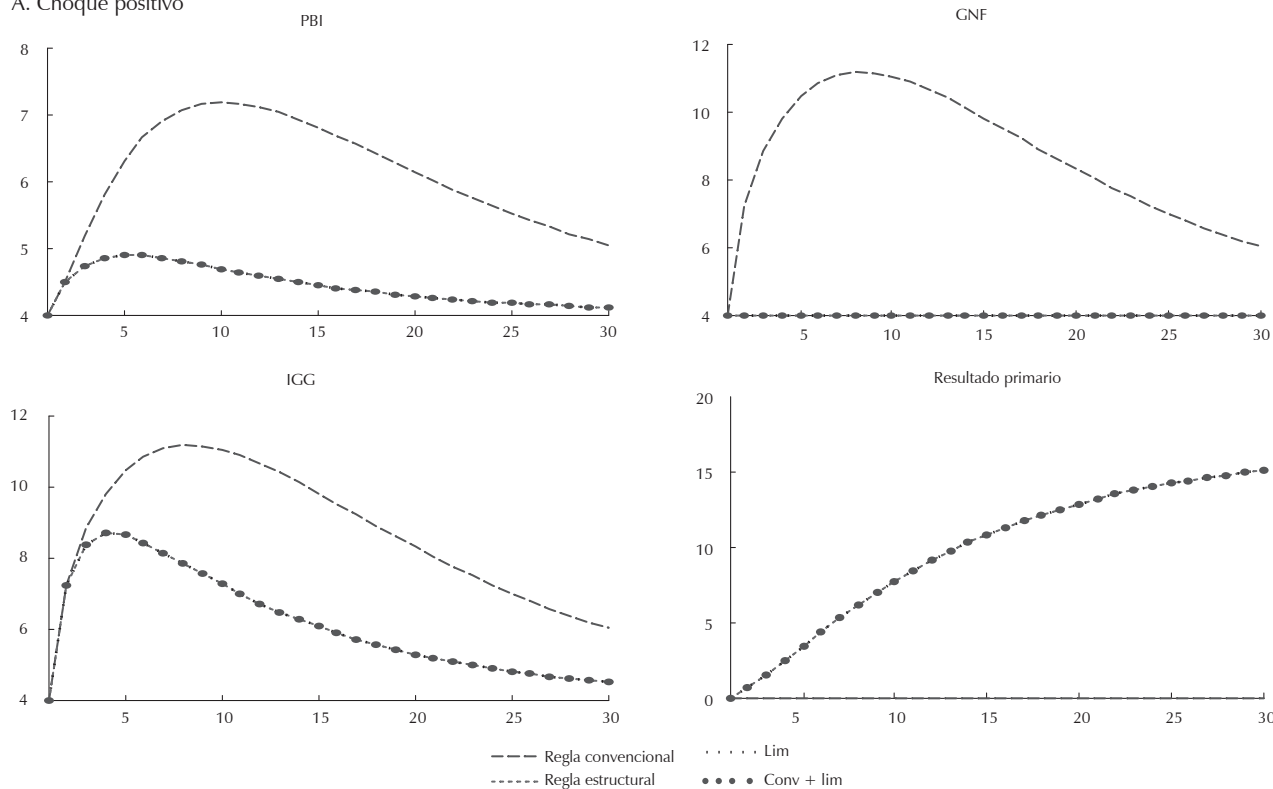 A. Choque positivo
PBI
8
7
6
5
4
5 10 15 20 25 30
GNF
12
10
8
6
4
5 10 15 20 25 30
IGG
12
10
8
6
4
5 10 15 20 25 30
Resultado primario
20
15
10
5
0
5 10 15 20 25 30
Regla convencional
Lim
Regla estructural
Conv + lim